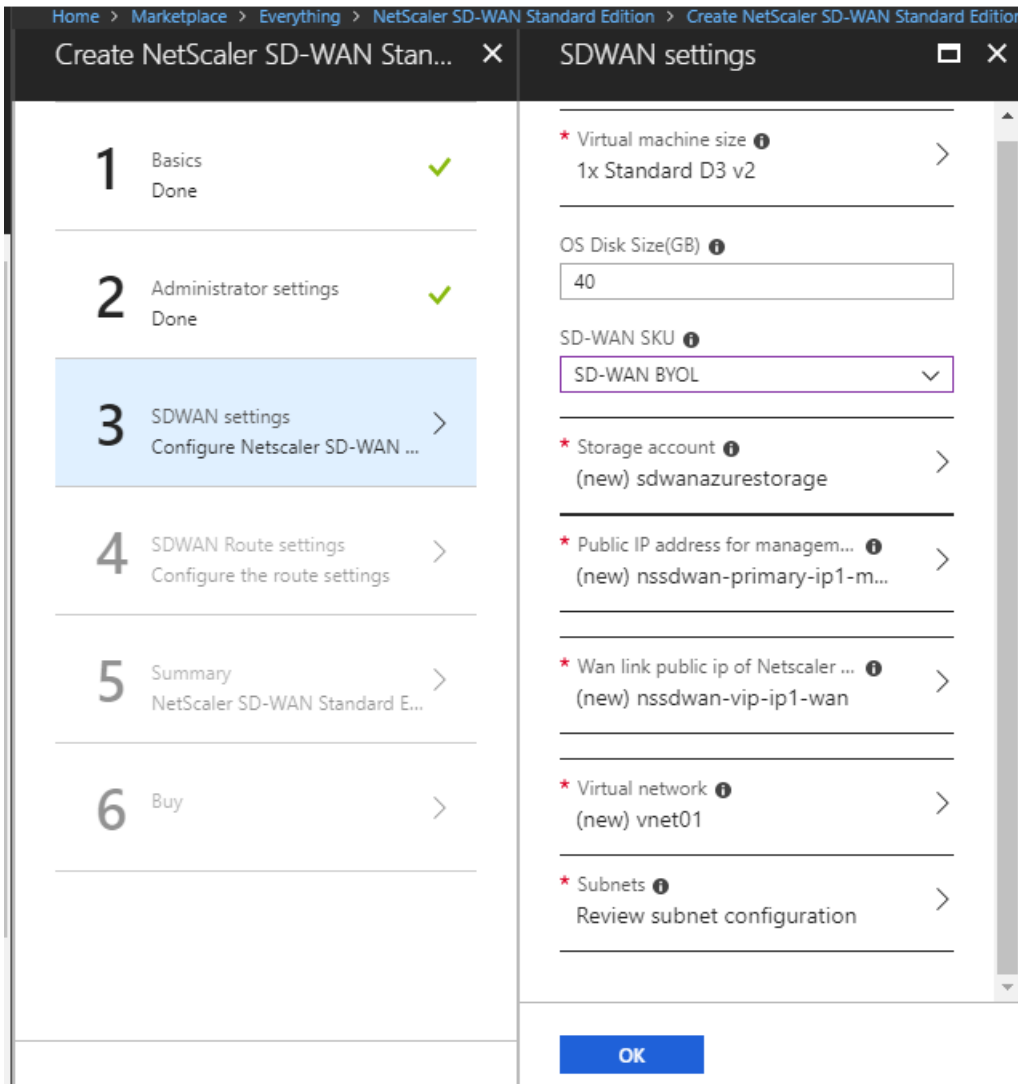 Home > Marketplace > Everything > NetScaler SD-WAN Standard Edition > Create NetScaler SD-WAN Standard Edition
Create NetScaler SD-WAN Stan...
1
Basics
Done
2
Administrator settings
Done
3
SDWAN settings
Configure Netscaler SD-WAN ...
4
SDWAN Route settings
Configure the route settings
5
Summary
NetScaler SD-WAN Standard E...
6
Buy
SDWAN settings
* Virtual machine size
1x Standard D3 v2
OS Disk Size(GB)
40
SD-WAN SKU
SD-WAN BYOL
* Storage account
(new) sdwanazurestorage
* Public IP address for managem...
(new) nssdwan-primary-ip1-m...
* Wan link public ip of Netscaler ...
(new) nssdwan-vip-ip1-wan
* Virtual network
(new) vnet01
* Subnets
Review subnet configuration
OK